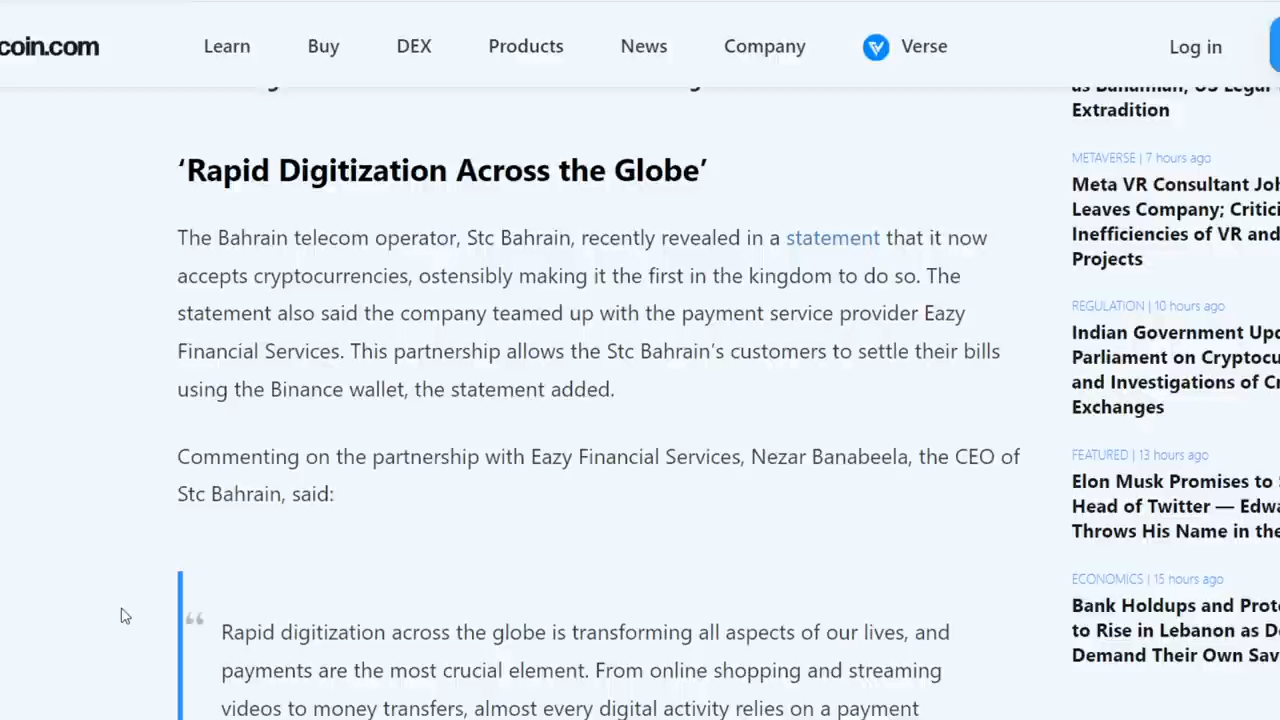 coin.com
Learn
Buy
DEX
Products
News
Company
Verse
Log in
‘Rapid Digitization Across the Globe’
The Bahrain telecom operator, Stc Bahrain, recently revealed in a statement that it now
accepts cryptocurrencies, ostensibly making it the first in the kingdom to do so. The
statement also said the company teamed up with the payment service provider Eazy
Financial Services. This partnership allows the Stc Bahrain’s customers to settle their bills
using the Binance wallet, the statement added.
Commenting on the partnership with Eazy Financial Services, Nezar Banabeela, the CEO of
Stc Bahrain, said:
“
Rapid digitization across the globe is transforming all aspects of our lives, and
payments are the most crucial element. From online shopping and streaming
videos to money transfers, almost every digital activity relies on a payment
as Bahamian, US Legal
Extradition
METAVERSE | 7 hours ago
Meta VR Consultant
Leaves Company;
Inefficiencies of VR and
Projects
REGULATION | 10 hours ago
Indian Government
Parliament on
and Investigations of
Exchanges
FEATURED | 13 hours ago
Elon Musk Promises to
Head of Twitter —
Throws His Name in the
ECONOMICS | 15 hours ago
Bank Holdups and
to Rise in Lebanon as
Demand Their Own